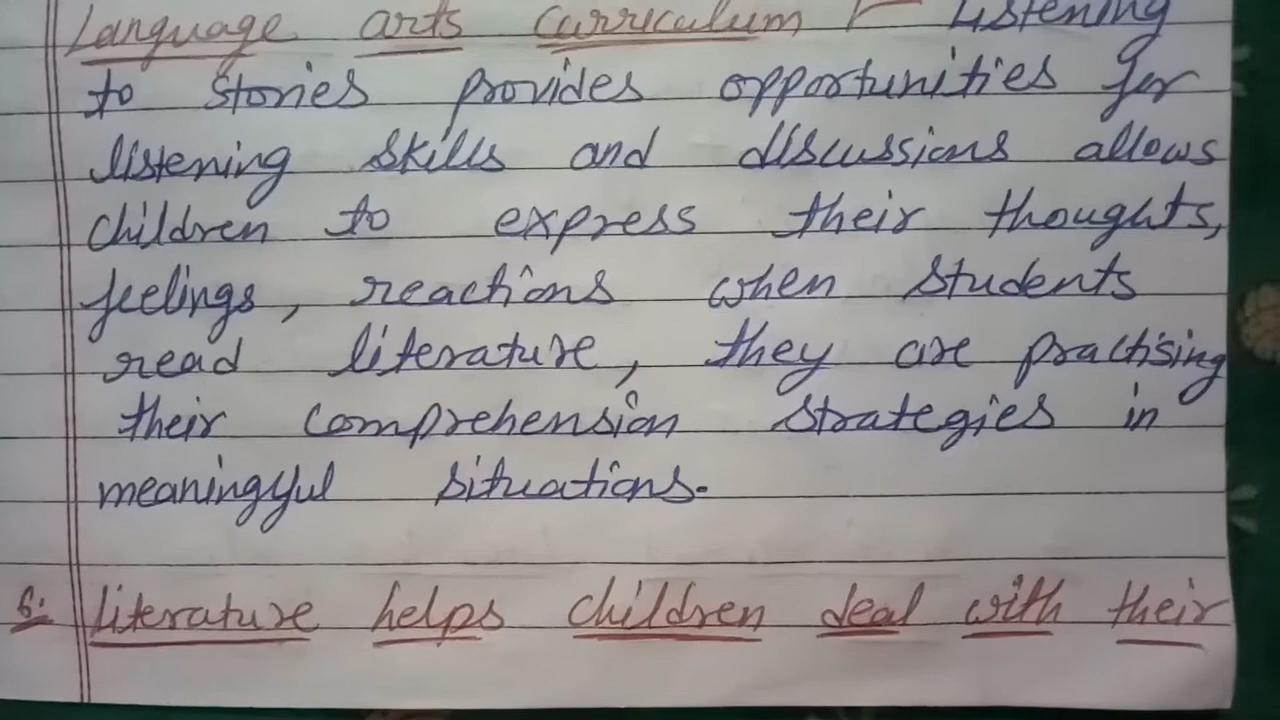 Language arts curriculum :- Listening
to stories provides opportunities for
listening skills and discussions allows
children to express their thoughts,
feelings, reactions when students
read literature, they are practising
their comprehension strategies in
meaningful situations.
6. Literature helps children deal with their